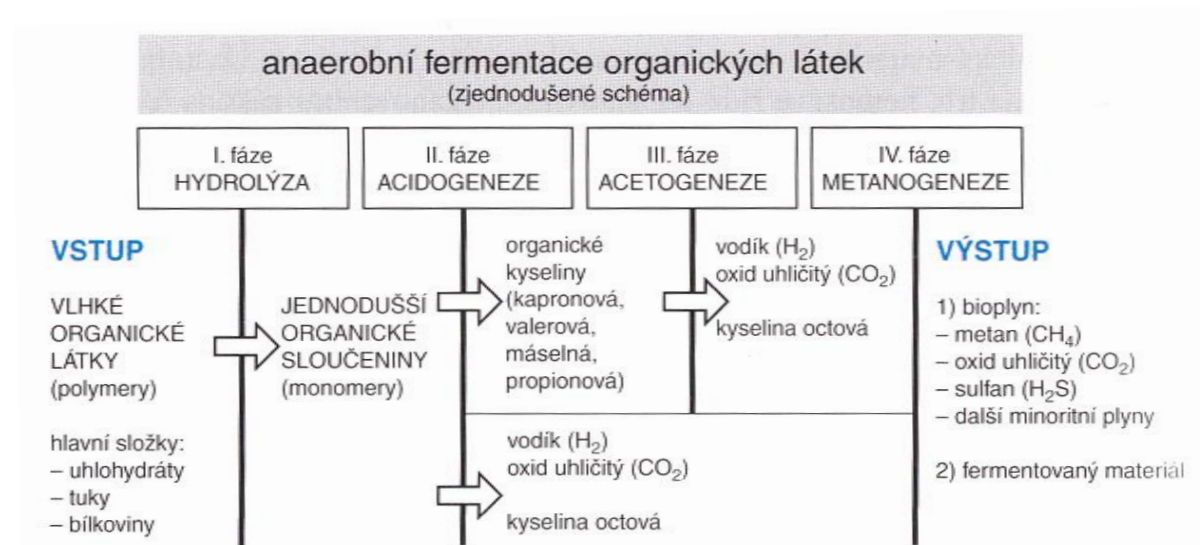 anaerobní fermentace organických látek
(zjednodušené schéma)
I. fáze
HYDROLÝZA
II. fáze
ACIDOGENEZE
III. fáze
ACETOGENEZE
IV. fáze
METANOGENEZE
VSTUP
VLHKÉ
ORGANICKÉ
LÁTKY
(polymery)
hlavní složky:
– uhlohydráty
– tuky
– bílkoviny
JEDNODUŠŠÍ
ORGANICKÉ
SLOUČENINY
(monomery)
organické
kyseliny
(kapronová,
valerová,
máselná,
propionová)
vodík (H₂)
oxid uhličitý (CO₂)
kyselina octová
vodík (H₂)
oxid uhličitý (CO₂)
kyselina octová
VÝSTUP
1) bioplyn:
– metan (CH₄)
– oxid uhličitý (CO₂)
– sulfan (H₂S)
– další minoritní plyny
2) fermentovaný materiál